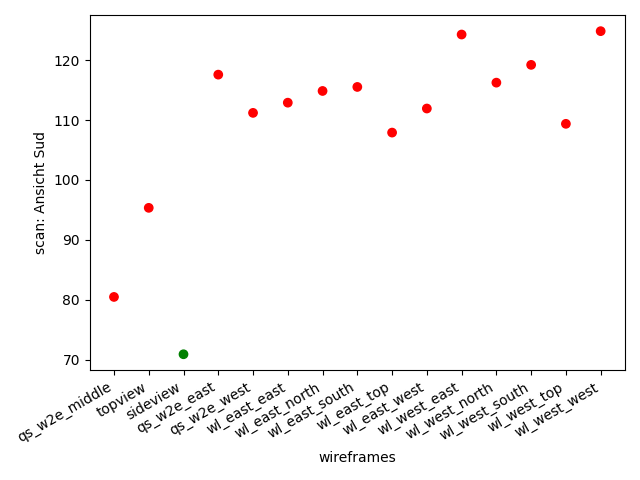 scan: Ansicht Sud
120
110
100
90
80
70
qs_w2e_middle
topview
sideview
qs_w2e_east
qs_w2e_west
wl_east_east
wl_east_north
wl_east_south
wl_east_top
wl_east_west
wl_west_east
wl_west_north
wl_west_south
wl_west_top
wl_west_west
wireframes